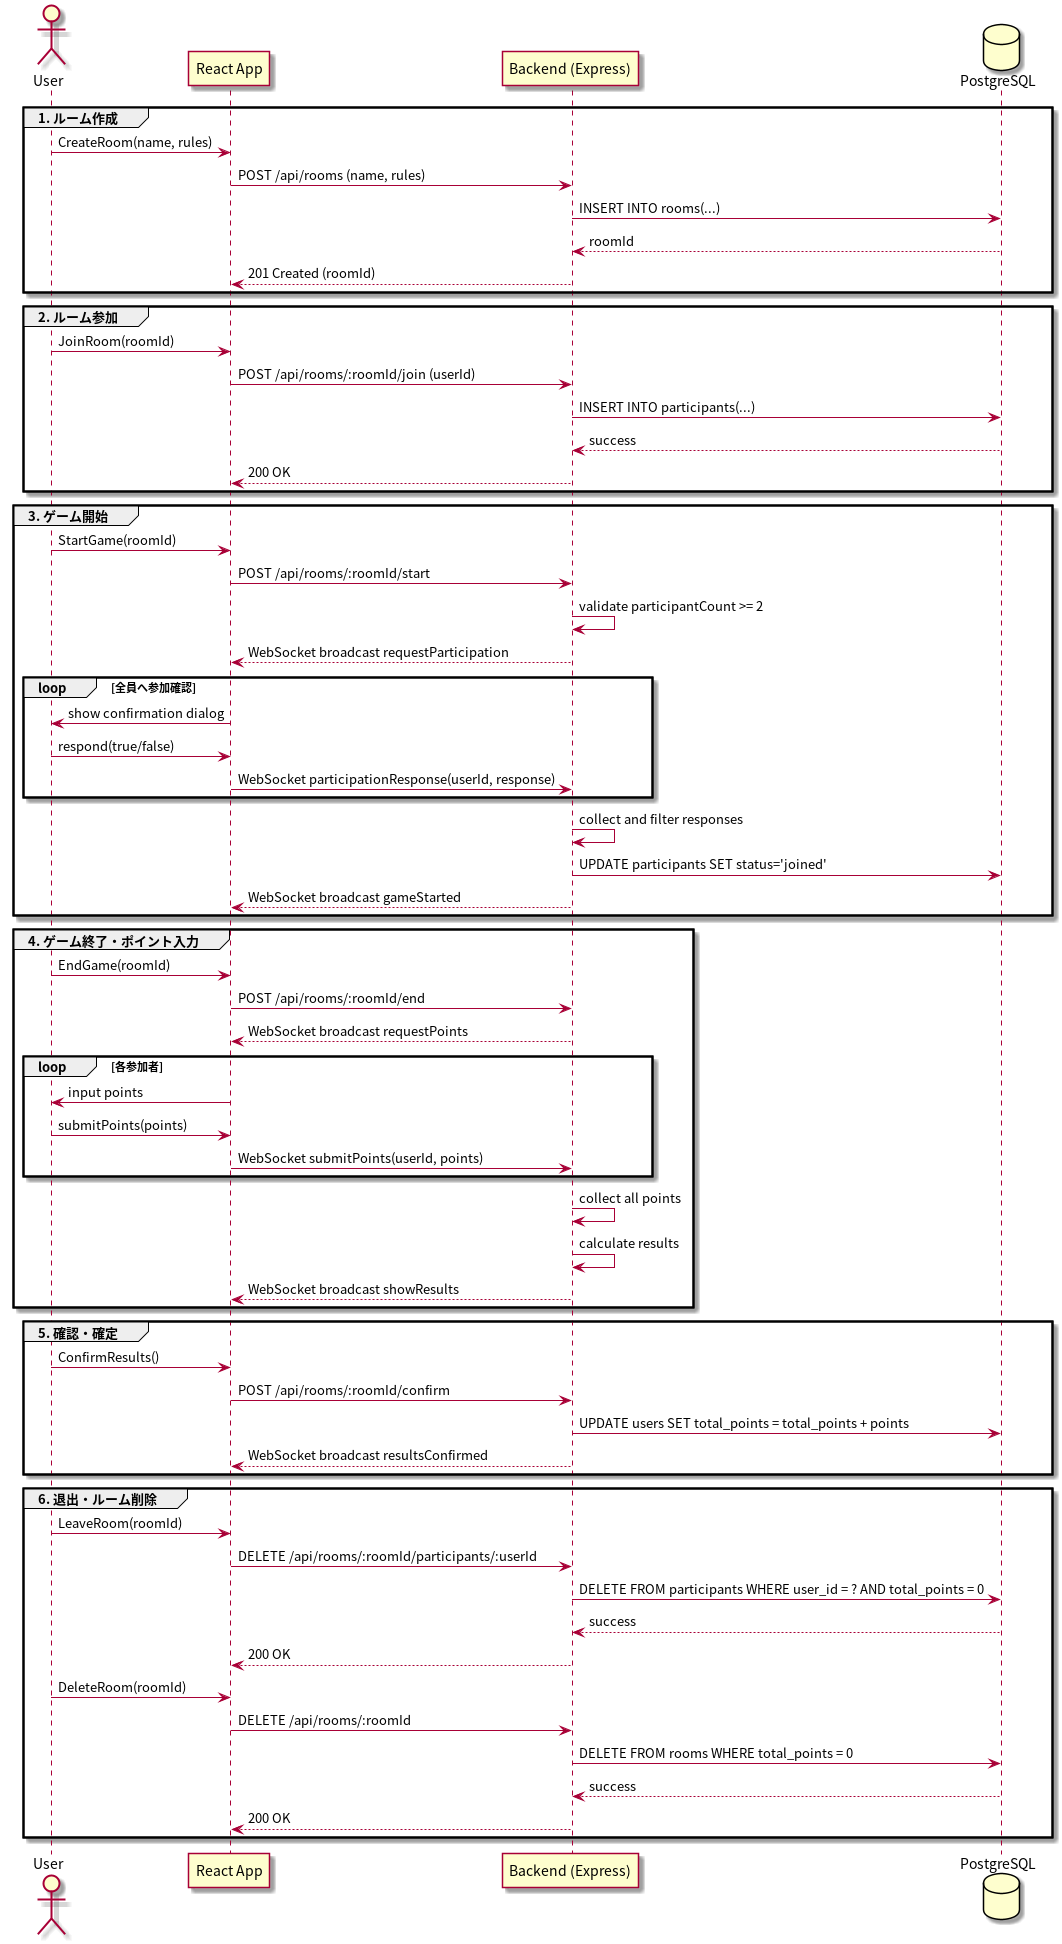 User
React App
Backend (Express)
PostgreSQL
1. ルーム作成
CreateRoom(name, rules)
POST /api/rooms (name, rules)
INSERT INTO rooms(...)
roomId
201 Created (roomId)
2. ルーム参加
JoinRoom(roomId)
POST /api/rooms/:roomId/join (userId)
INSERT INTO participants(...)
success
200 OK
3. ゲーム開始
StartGame(roomId)
POST /api/rooms/:roomId/start
validate participantCount >= 2
WebSocket broadcast requestParticipation
loop [全員へ参加確認]
show confirmation dialog
respond(true/false)
WebSocket participationResponse(userId, response)
collect and filter responses
UPDATE participants SET status='joined'
WebSocket broadcast gameStarted
4. ゲーム終了・ポイント入力
EndGame(roomId)
POST /api/rooms/:roomId/end
WebSocket broadcast requestPoints
loop [各参加者]
input points
submitPoints(points)
WebSocket submitPoints(userId, points)
collect all points
calculate results
WebSocket broadcast showResults
5. 確認・確定
ConfirmResults()
POST /api/rooms/:roomId/confirm
UPDATE users SET total_points = total_points + points
WebSocket broadcast resultsConfirmed
6. 退出・ルーム削除
LeaveRoom(roomId)
DELETE /api/rooms/:roomId/participants/:userId
DELETE FROM participants WHERE user_id = ? AND total_points = 0
success
200 OK
DeleteRoom(roomId)
DELETE /api/rooms/:roomId
DELETE FROM rooms WHERE total_points = 0
success
200 OK
User
React App
Backend (Express)
PostgreSQL